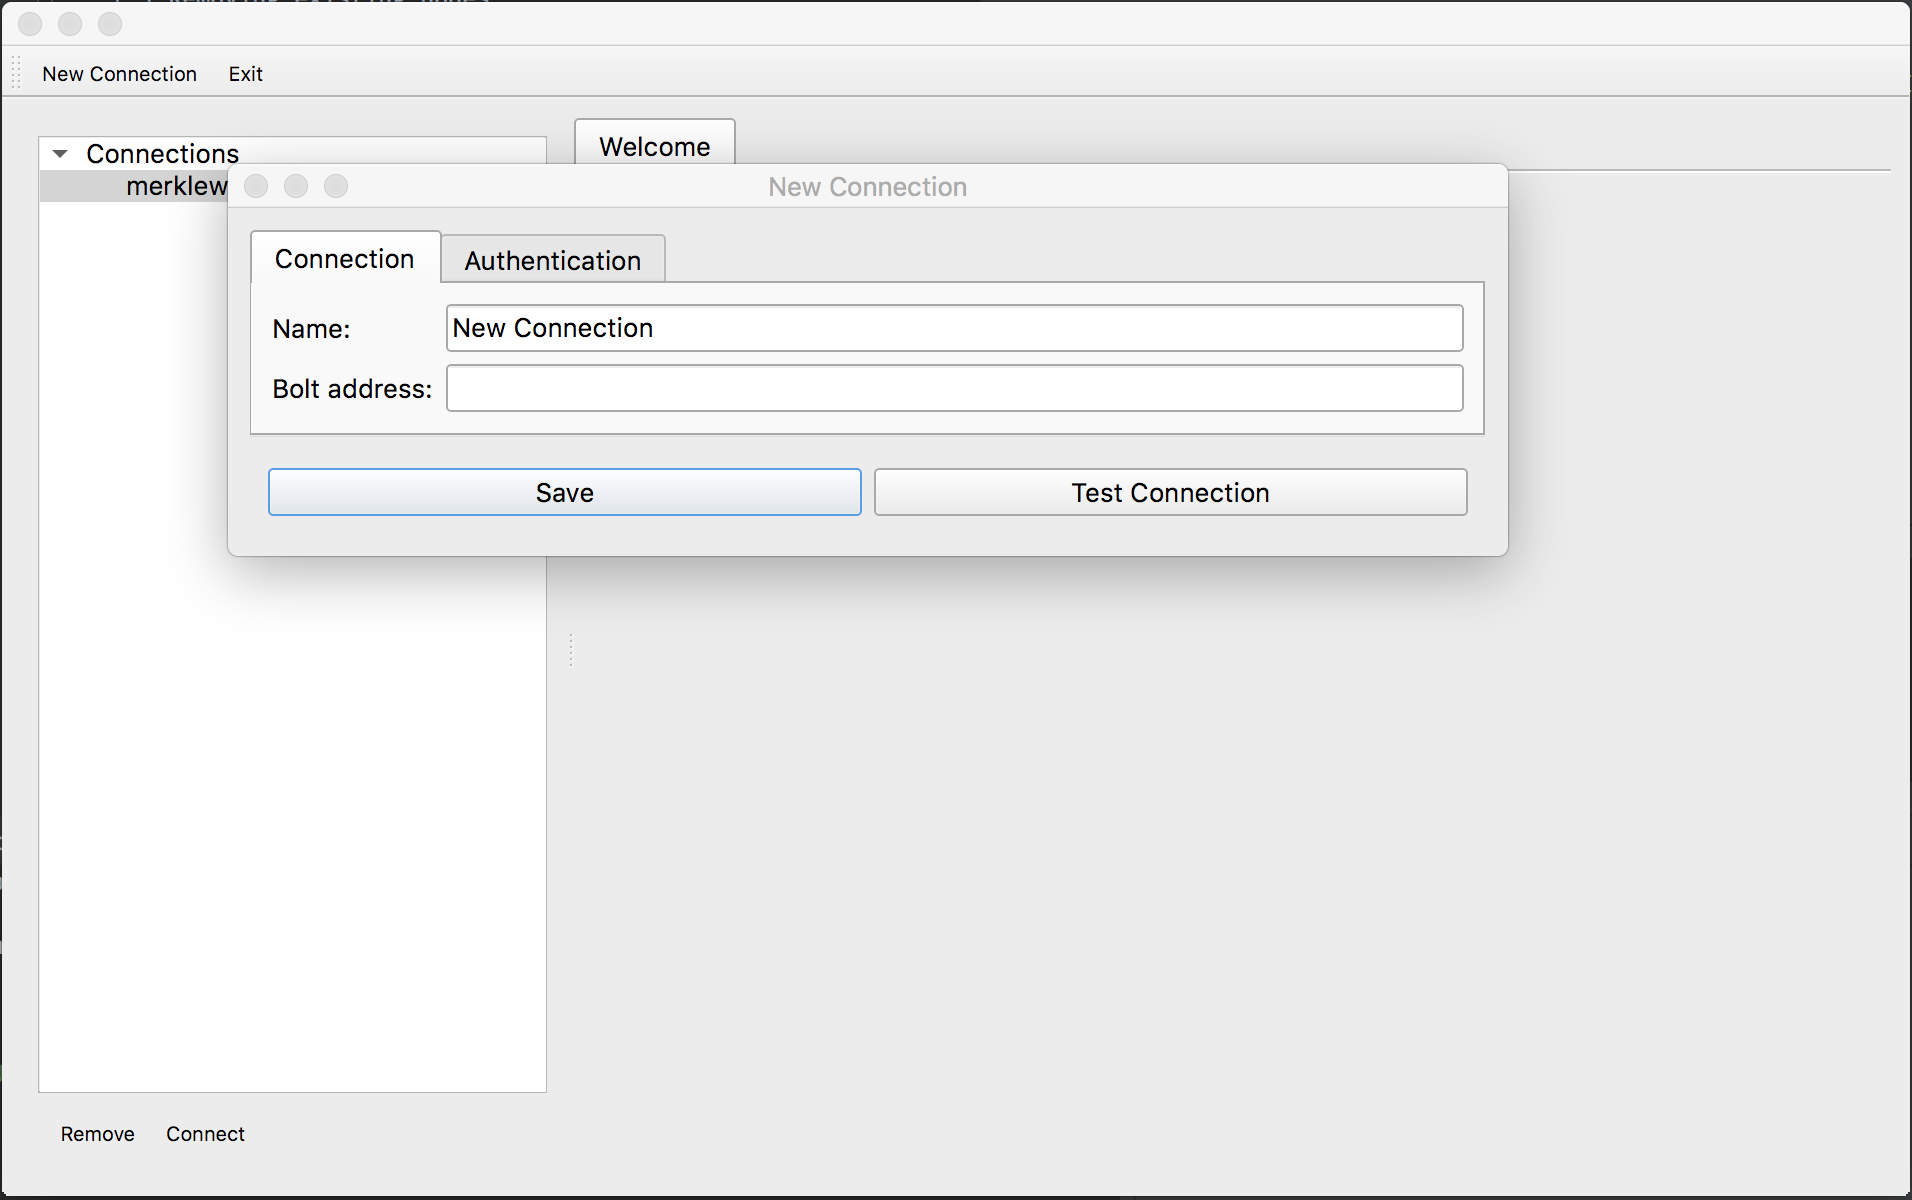 New Connection Exit
Connections
merklew
Welcome
New Connection
Connection Authentication
Name: New Connection
Bolt address:
Save Test Connection
Remove Connect